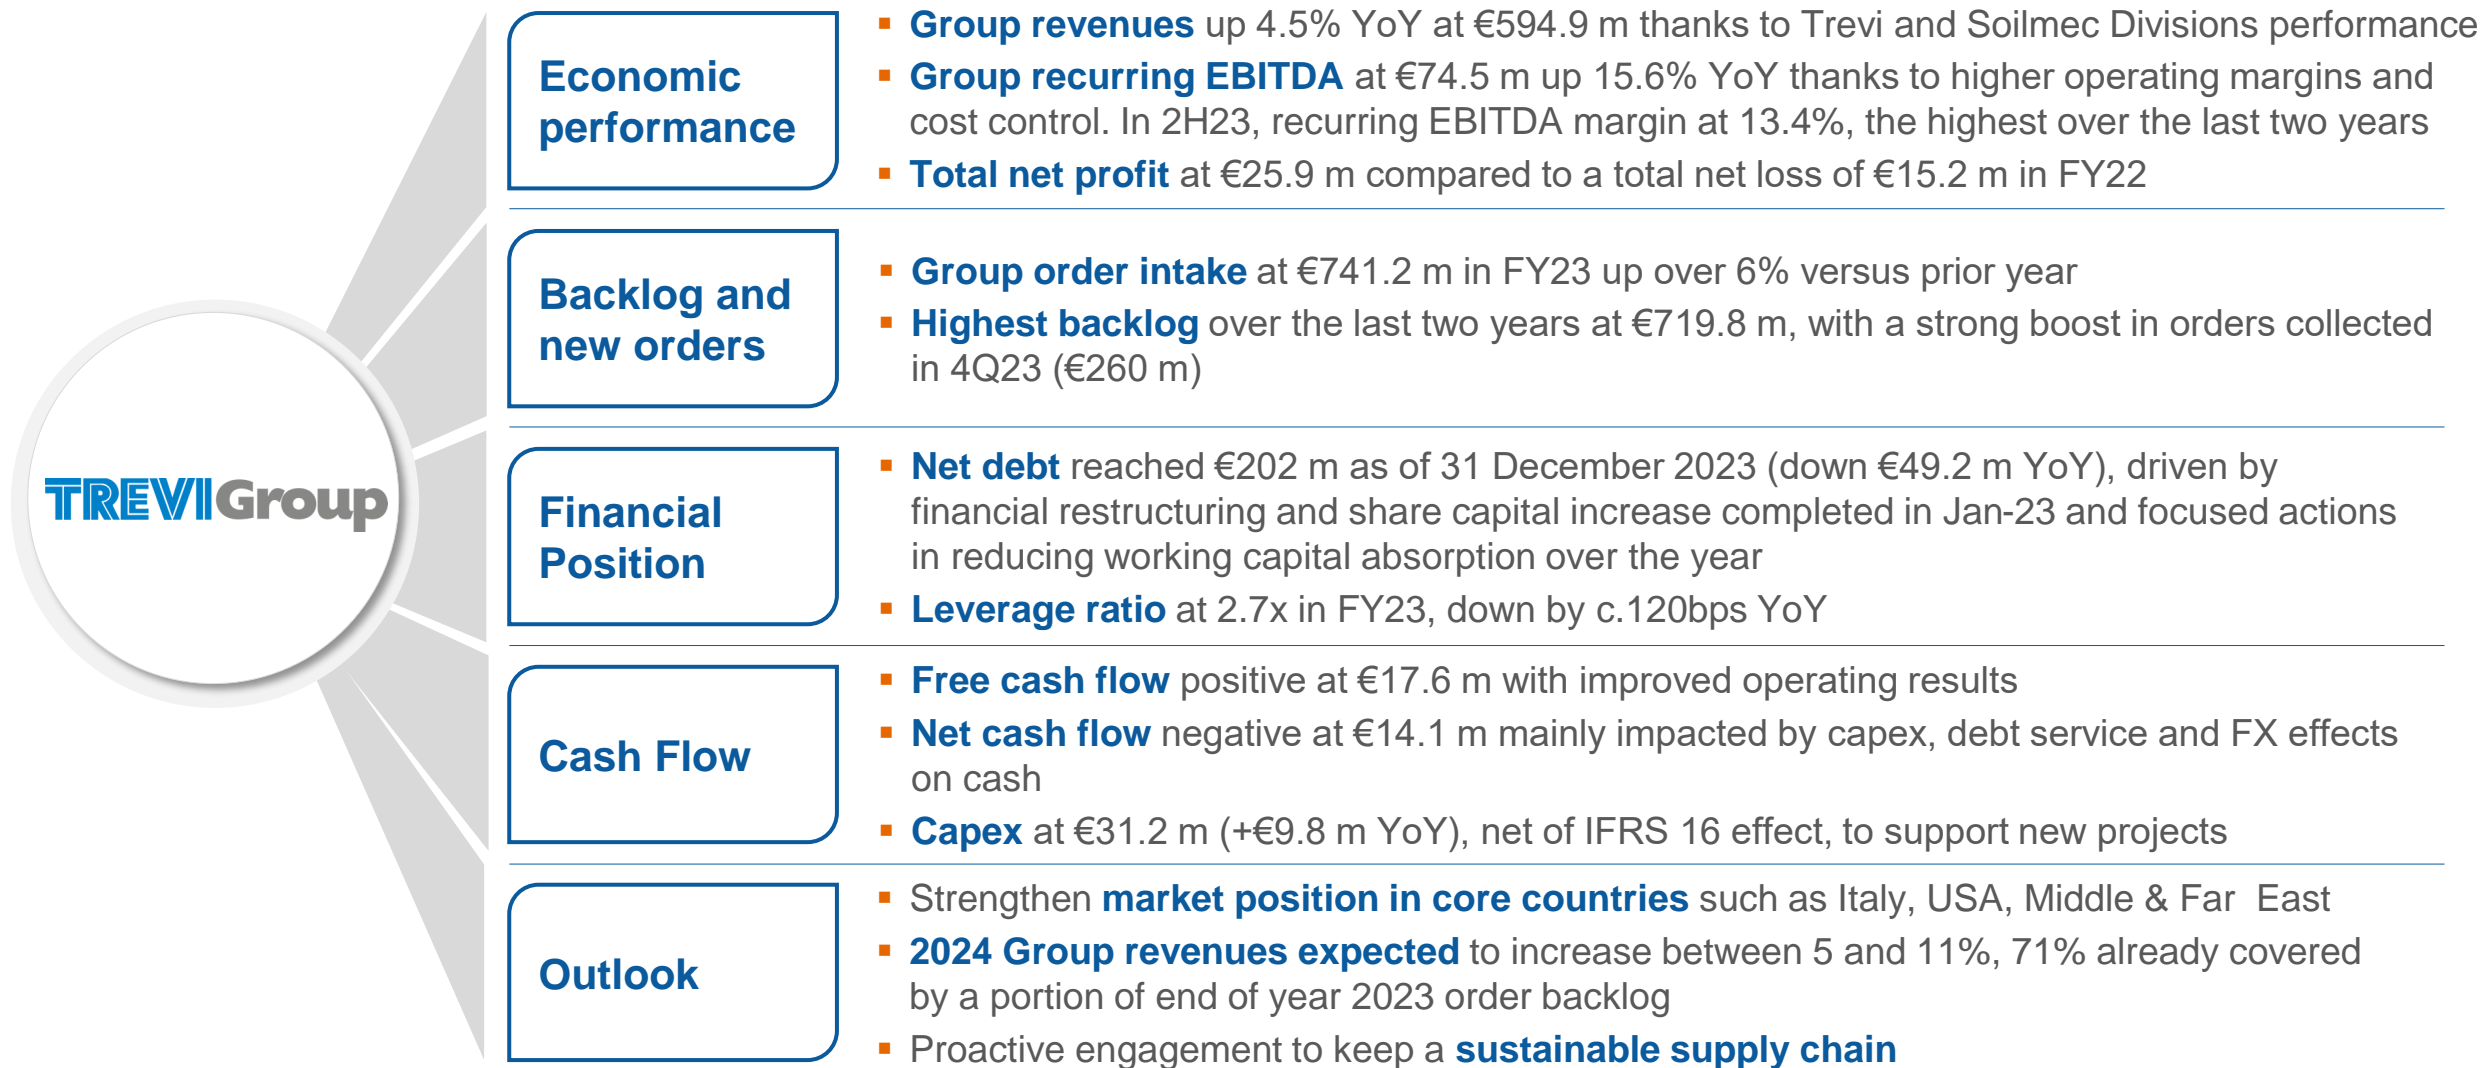 TREVIGroup
Economic
performance
▪ Group revenues up 4.5% YoY at €594.9 m thanks to Trevi and Soilmec Divisions performance
▪ Group recurring EBITDA at €74.5 m up 15.6% YoY thanks to higher operating margins and
cost control. In 2H23, recurring EBITDA margin at 13.4%, the highest over the last two years
▪ Total net profit at €25.9 m compared to a total net loss of €15.2 m in FY22
Backlog and
new orders
▪ Group order intake at €741.2 m in FY23 up over 6% versus prior year
▪ Highest backlog over the last two years at €719.8 m, with a strong boost in orders collected
in 4Q23 (€260 m)
Financial
Position
▪ Net debt reached €202 m as of 31 December 2023 (down €49.2 m YoY), driven by
financial restructuring and share capital increase completed in Jan-23 and focused actions
in reducing working capital absorption over the year
▪ Leverage ratio at 2.7x in FY23, down by c.120bps YoY
Cash Flow
▪ Free cash flow positive at €17.6 m with improved operating results
▪ Net cash flow negative at €14.1 m mainly impacted by capex, debt service and FX effects
on cash
▪ Capex at €31.2 m (+€9.8 m YoY), net of IFRS 16 effect, to support new projects
Outlook
▪ Strengthen market position in core countries such as Italy, USA, Middle & Far East
▪ 2024 Group revenues expected to increase between 5 and 11%, 71% already covered
by a portion of end of year 2023 order backlog
▪ Proactive engagement to keep a sustainable supply chain